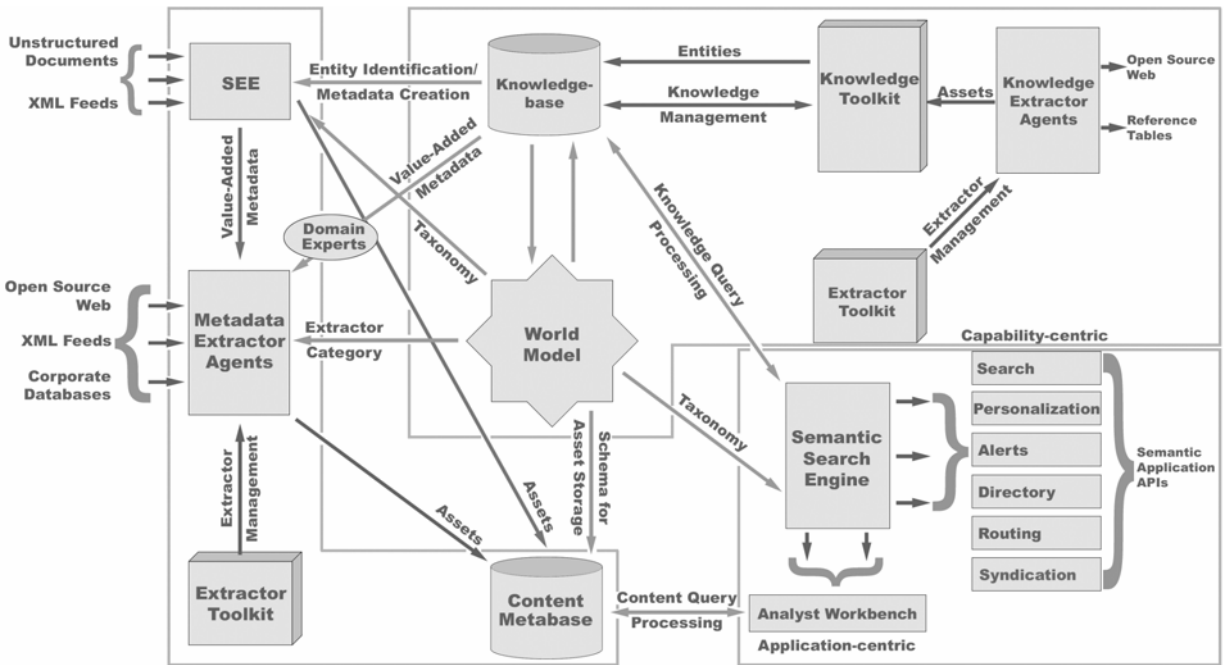 Unstructured
Documents
XML Feeds
SEE
Entity Identification/
Metadata Creation
Knowledge-
base
Entities
Knowledge
Management
Knowledge
Toolkit
Assets
Knowledge
Extractor
Agents
Open Source
Web
Reference
Tables
Value-Added
Metadata
Value-Added
Metadata
Domain
Experts
Taxonomy
Knowledge Query
Processing
Extractor
Management
Extractor
Toolkit
Capability-centric
Open Source
Web
XML Feeds
Corporate
Databases
Metadata
Extractor
Agents
Extractor
Category
World
Model
Taxonomy
Semantic
Search
Engine
Search
Personalization
Alerts
Directory
Routing
Syndication
Semantic
Application
APIs
Extractor
Management
Assets
Assets
Schema for
Asset Storage
Extractor
Toolkit
Content
Metabase
Content Query
Processing
Analyst Workbench
Application-centric